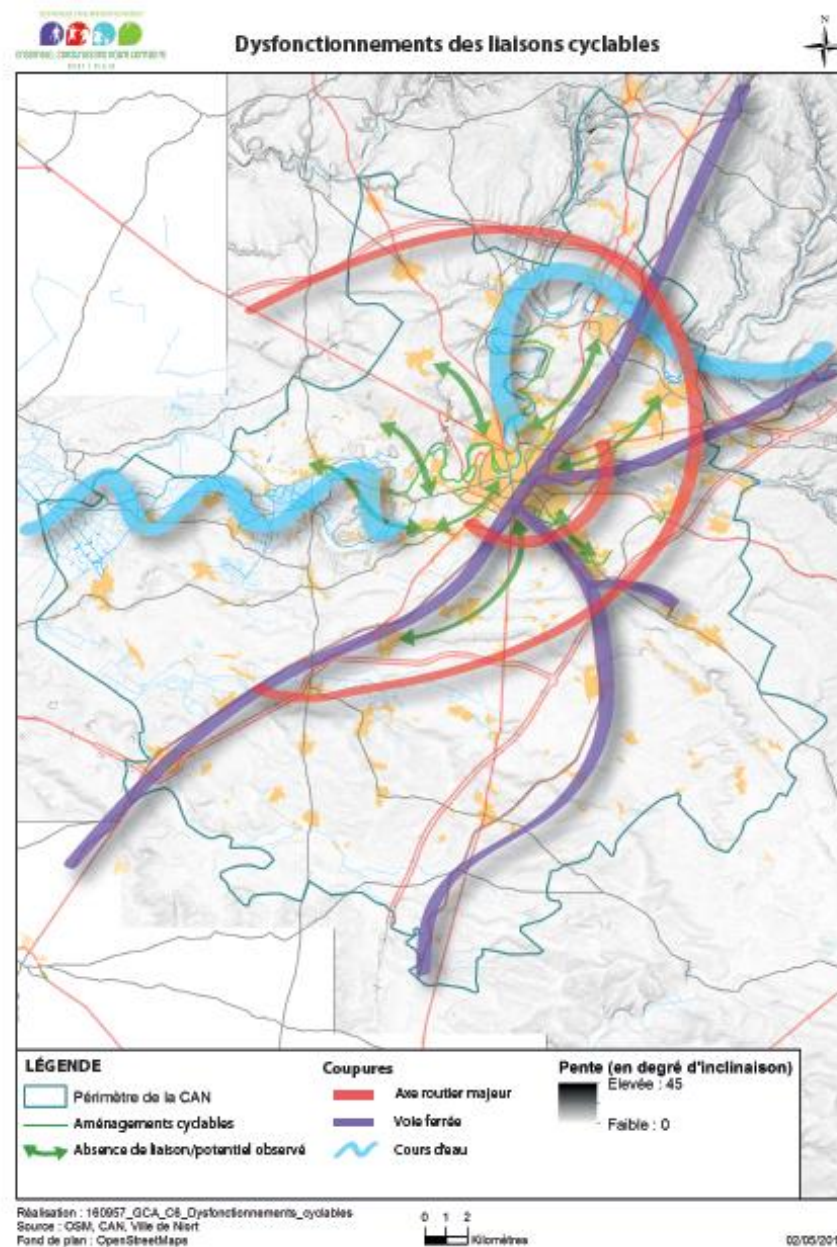 Dysfonctionnements des liaisons cyclables
N
LÉGENDE
Périmètre de la CAN
Aménagements cyclables
Absence de liaison/potentiel observé
Coupures
Axe routier majeur
Voie ferrée
Cours d'eau
Pente (en degré d'inclinaison)
Elevée : 45
Faible : 0
Réalisation : 160957_GCA_C6_Dysfonctionnements_cyclables
Source : OSM, CAN, Ville de Niort
Fond de plan : OpenStreetMaps
0 1 2
Kilomètres